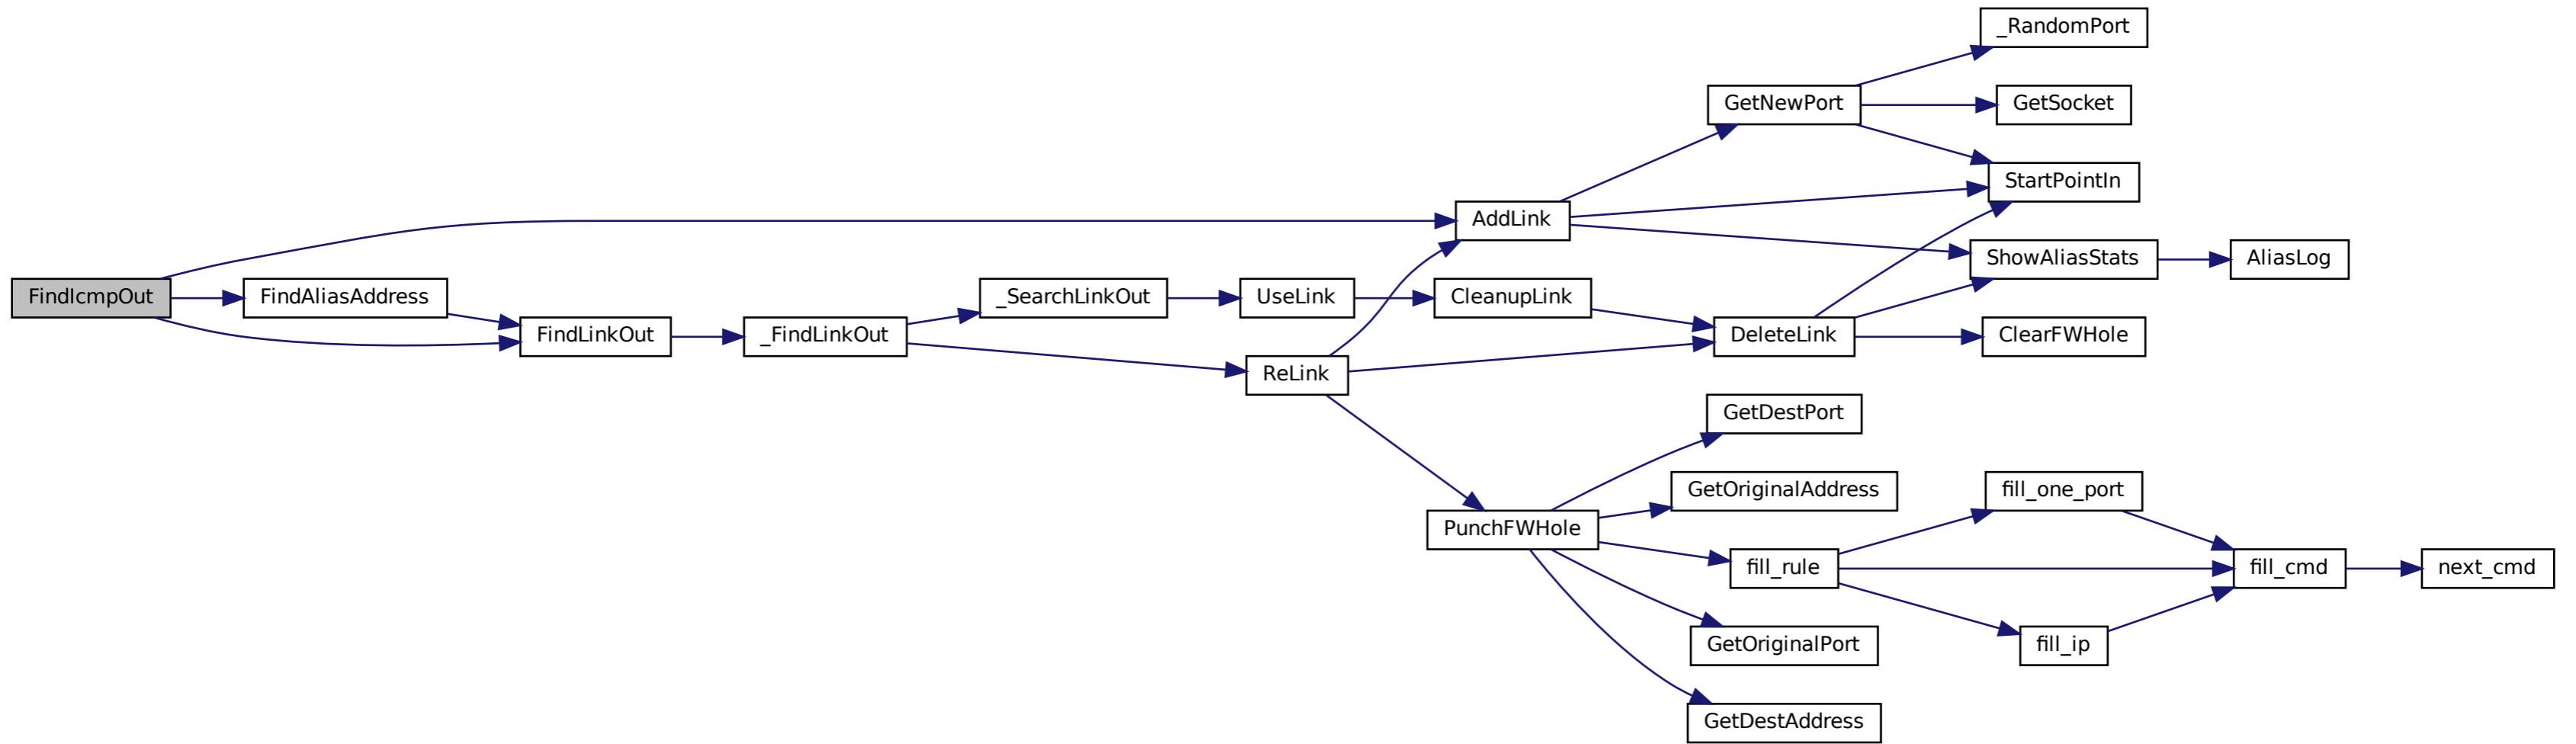 FindIcmpOut
FindAliasAddress
FindLinkOut
_FindLinkOut
_SearchLinkOut
UseLink
ReLink
CleanupLink
AddLink
PunchFWHole
GetNewPort
DeleteLink
GetDestPort
GetOriginalAddress
fill_rule
GetOriginalPort
GetDestAddress
_RandomPort
GetSocket
StartPointIn
ShowAliasStats
ClearFWHole
fill_one_port
fill_ip
AliasLog
fill_cmd
next_cmd